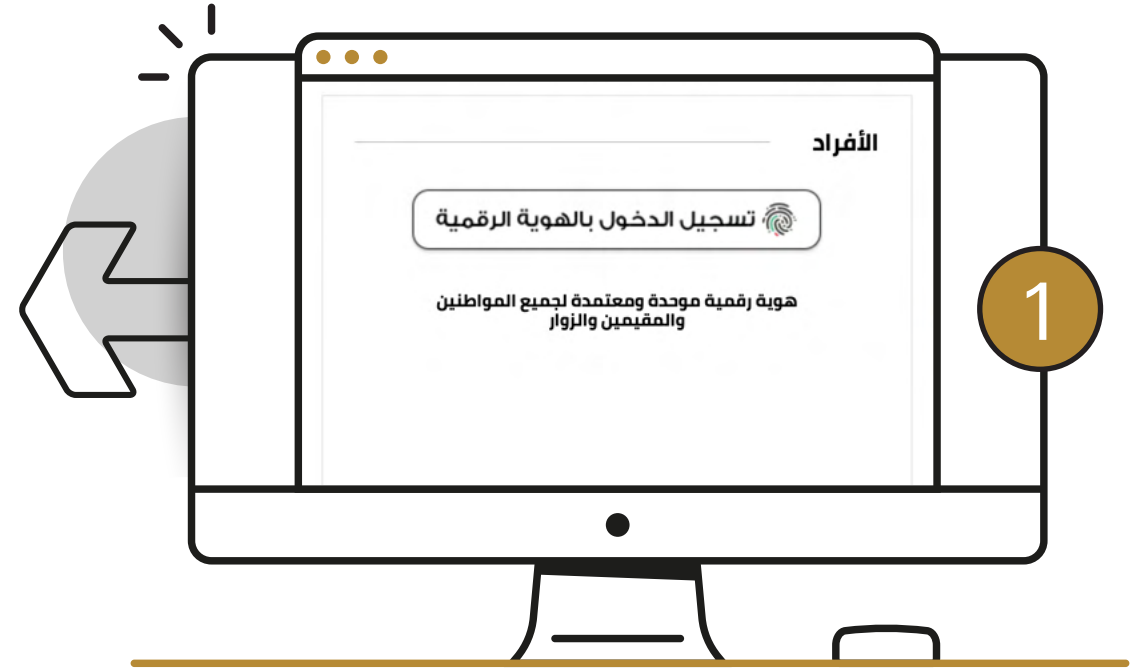 الأفراد
تسجيل الدخول بالهوية الرقمية
هوية رقمية موحدة ومعتمدة لجميع المواطنين
والمقيمين والزوار
1